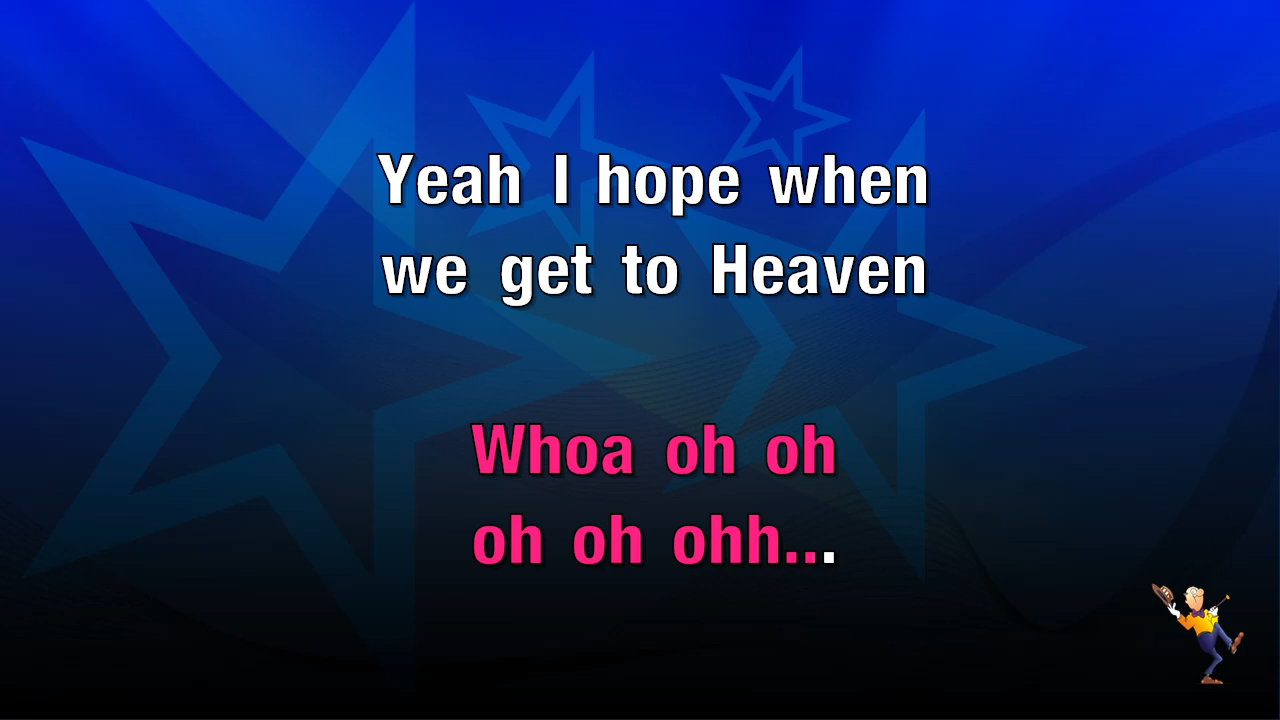 Yeah I hope when
we get to Heaven
Whoa oh oh
oh oh ohh...